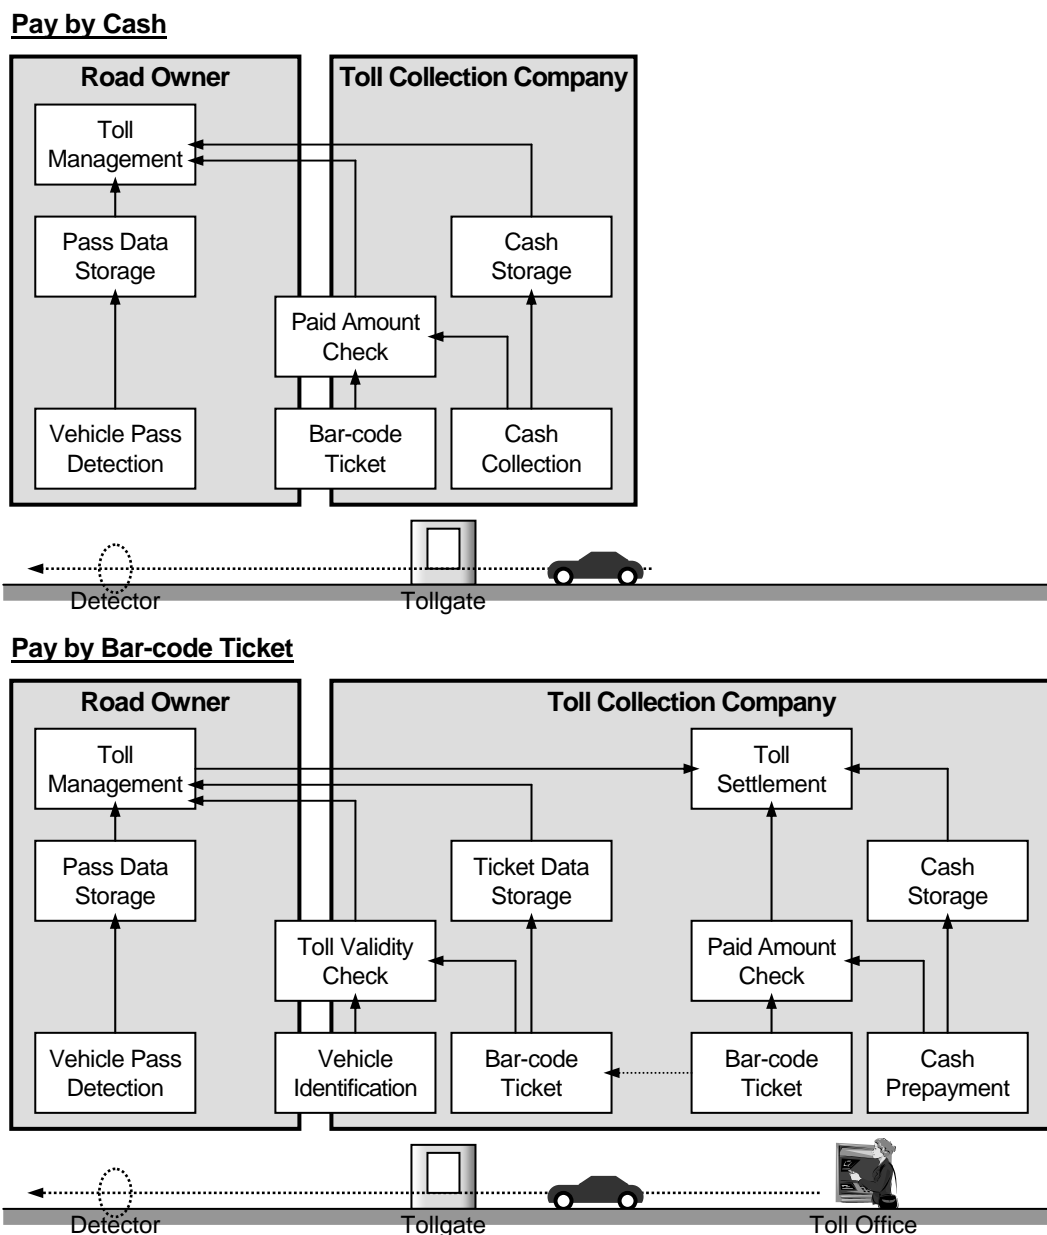 Pay by Cash
Road Owner
Toll Collection Company
Toll
Management
Pass Data
Storage
Cash
Storage
Paid Amount
Check
Vehicle Pass
Detection
Bar-code
Ticket
Cash
Collection
Detector
Tollgate
Pay by Bar-code Ticket
Road Owner
Toll Collection Company
Toll
Management
Toll
Settlement
Pass Data
Storage
Ticket Data
Storage
Cash
Storage
Toll Validity
Check
Paid Amount
Check
Vehicle Pass
Detection
Vehicle
Identification
Bar-code
Ticket
Bar-code
Ticket
Cash
Prepayment
Detector
Tollgate
Toll Office